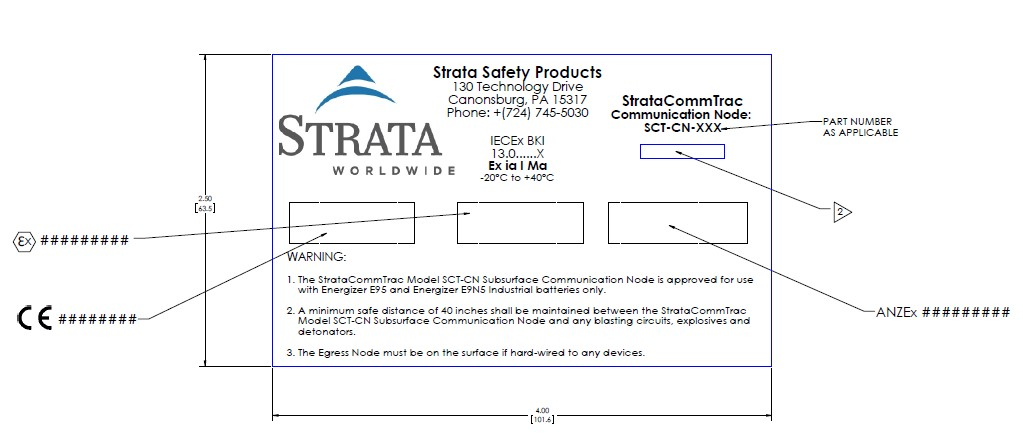 Strata Safety Products
130 Technology Drive
Canonsburg, PA 15317
Phone: +(724) 745-5030
STRATA
WORLDWIDE
IECEx BKI
13.0......X
Ex ia I Ma
-20°C to +40°C
StrataCommTrac
Communication Node:
SCT-CN-XXX
PART NUMBER
AS APPLICABLE
2
2.50
[63.5]
Ex #########
CE ########
ANZEx #########
WARNING:
1. The StrataCommTrac Model SCT-CN Subsurface Communication Node is approved for use
with Energizer E95 and Energizer E9N5 Industrial batteries only.
2. A minimum safe distance of 40 inches shall be maintained between the StrataCommTrac
Model SCT-CN Subsurface Communication Node and any blasting circuits, explosives and
detonators.
3. The Egress Node must be on the surface if hard-wired to any devices.
4.00
[101.6]